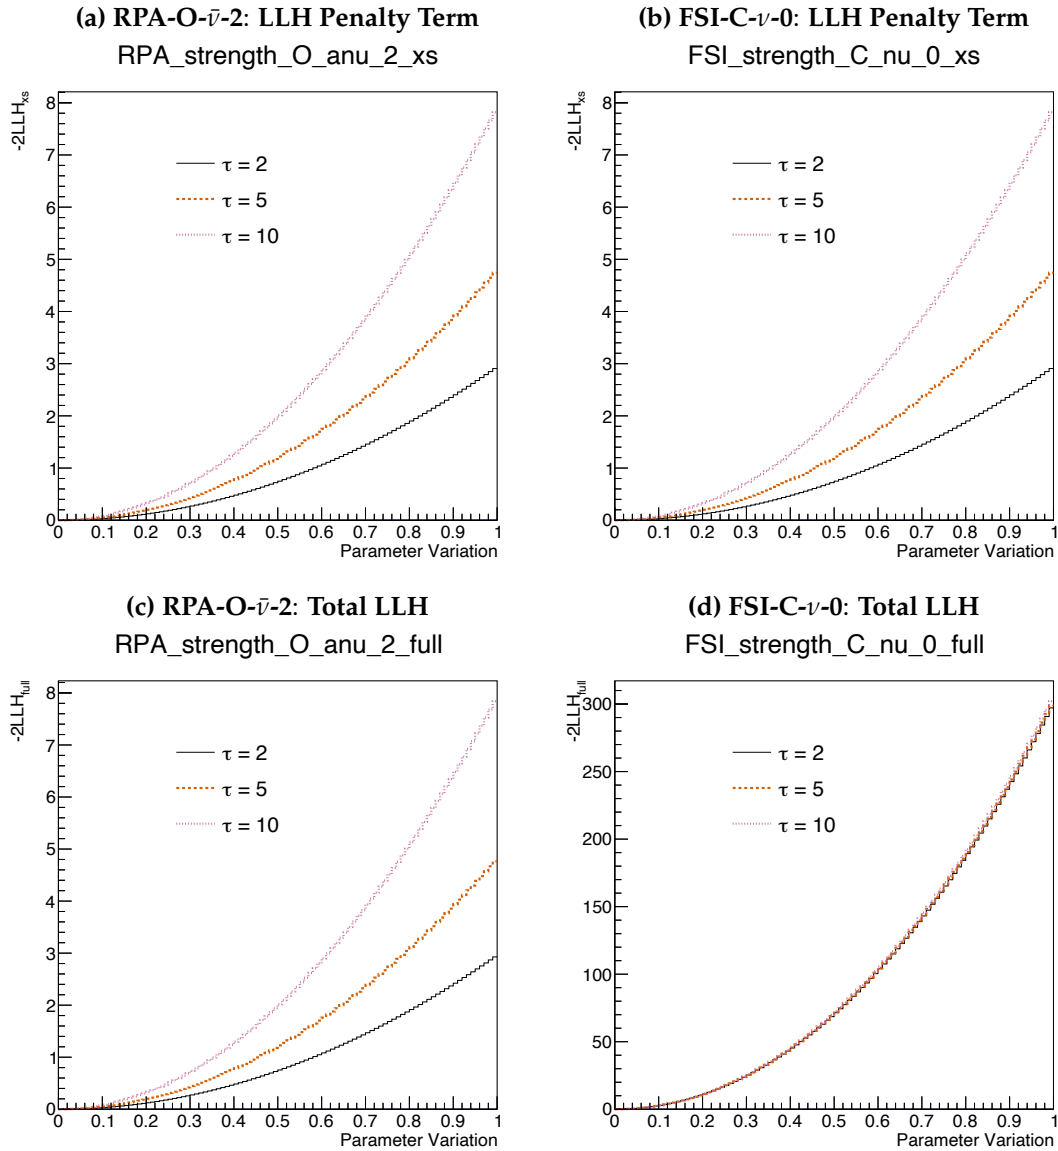 (a) RPA-O-ν̄-2: LLH Penalty Term
RPA_strength_O_anu_2_xs
-2LLH_xs
8
7
6
5
4
3
2
1
0
τ = 2
τ = 5
τ = 10
0 0.1 0.2 0.3 0.4 0.5 0.6 0.7 0.8 0.9 1
Parameter Variation
(b) FSI-C-ν-0: LLH Penalty Term
FSI_strength_C_nu_0_xs
-2LLH_xs
8
7
6
5
4
3
2
1
0
τ = 2
τ = 5
τ = 10
0 0.1 0.2 0.3 0.4 0.5 0.6 0.7 0.8 0.9 1
Parameter Variation
(c) RPA-O-ν̄-2: Total LLH
RPA_strength_O_anu_2_full
-2LLH_full
8
7
6
5
4
3
2
1
0
τ = 2
τ = 5
τ = 10
0 0.1 0.2 0.3 0.4 0.5 0.6 0.7 0.8 0.9 1
Parameter Variation
(d) FSI-C-ν-0: Total LLH
FSI_strength_C_nu_0_full
-2LLH_full
300
250
200
150
100
50
0
τ = 2
τ = 5
τ = 10
0 0.1 0.2 0.3 0.4 0.5 0.6 0.7 0.8 0.9 1
Parameter Variation